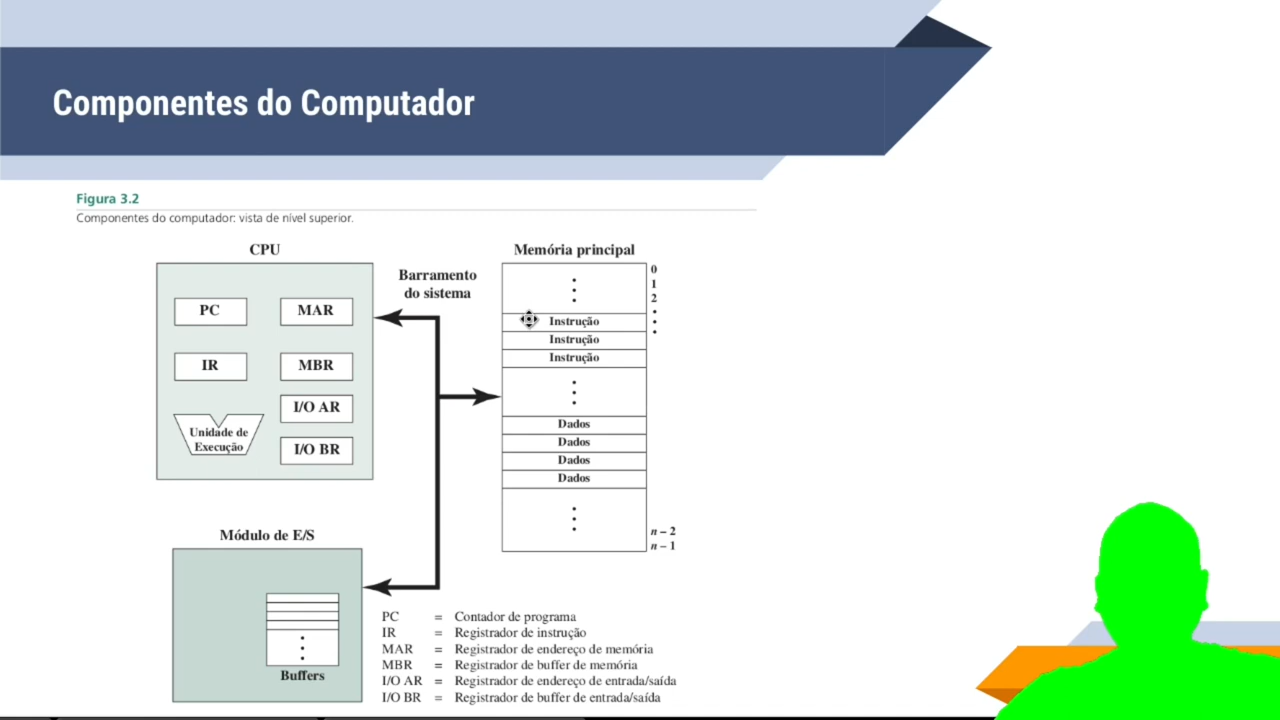 Componentes do Computador
Figura 3.2
Componentes do computador: vista de nível superior.
CPU
PC
MAR
IR
MBR
I/O AR
Unidade de
Execução
I/O BR
Barramento
do sistema
Memória principal
0
1
2
Instrução
Instrução
Instrução
Dados
Dados
Dados
Dados
n – 2
n – 1
Módulo de E/S
Buffers
PC = Contador de programa
IR = Registrador de instrução
MAR = Registrador de endereço de memória
MBR = Registrador de buffer de memória
I/O AR = Registrador de endereço de entrada/saída
I/O BR = Registrador de buffer de entrada/saída